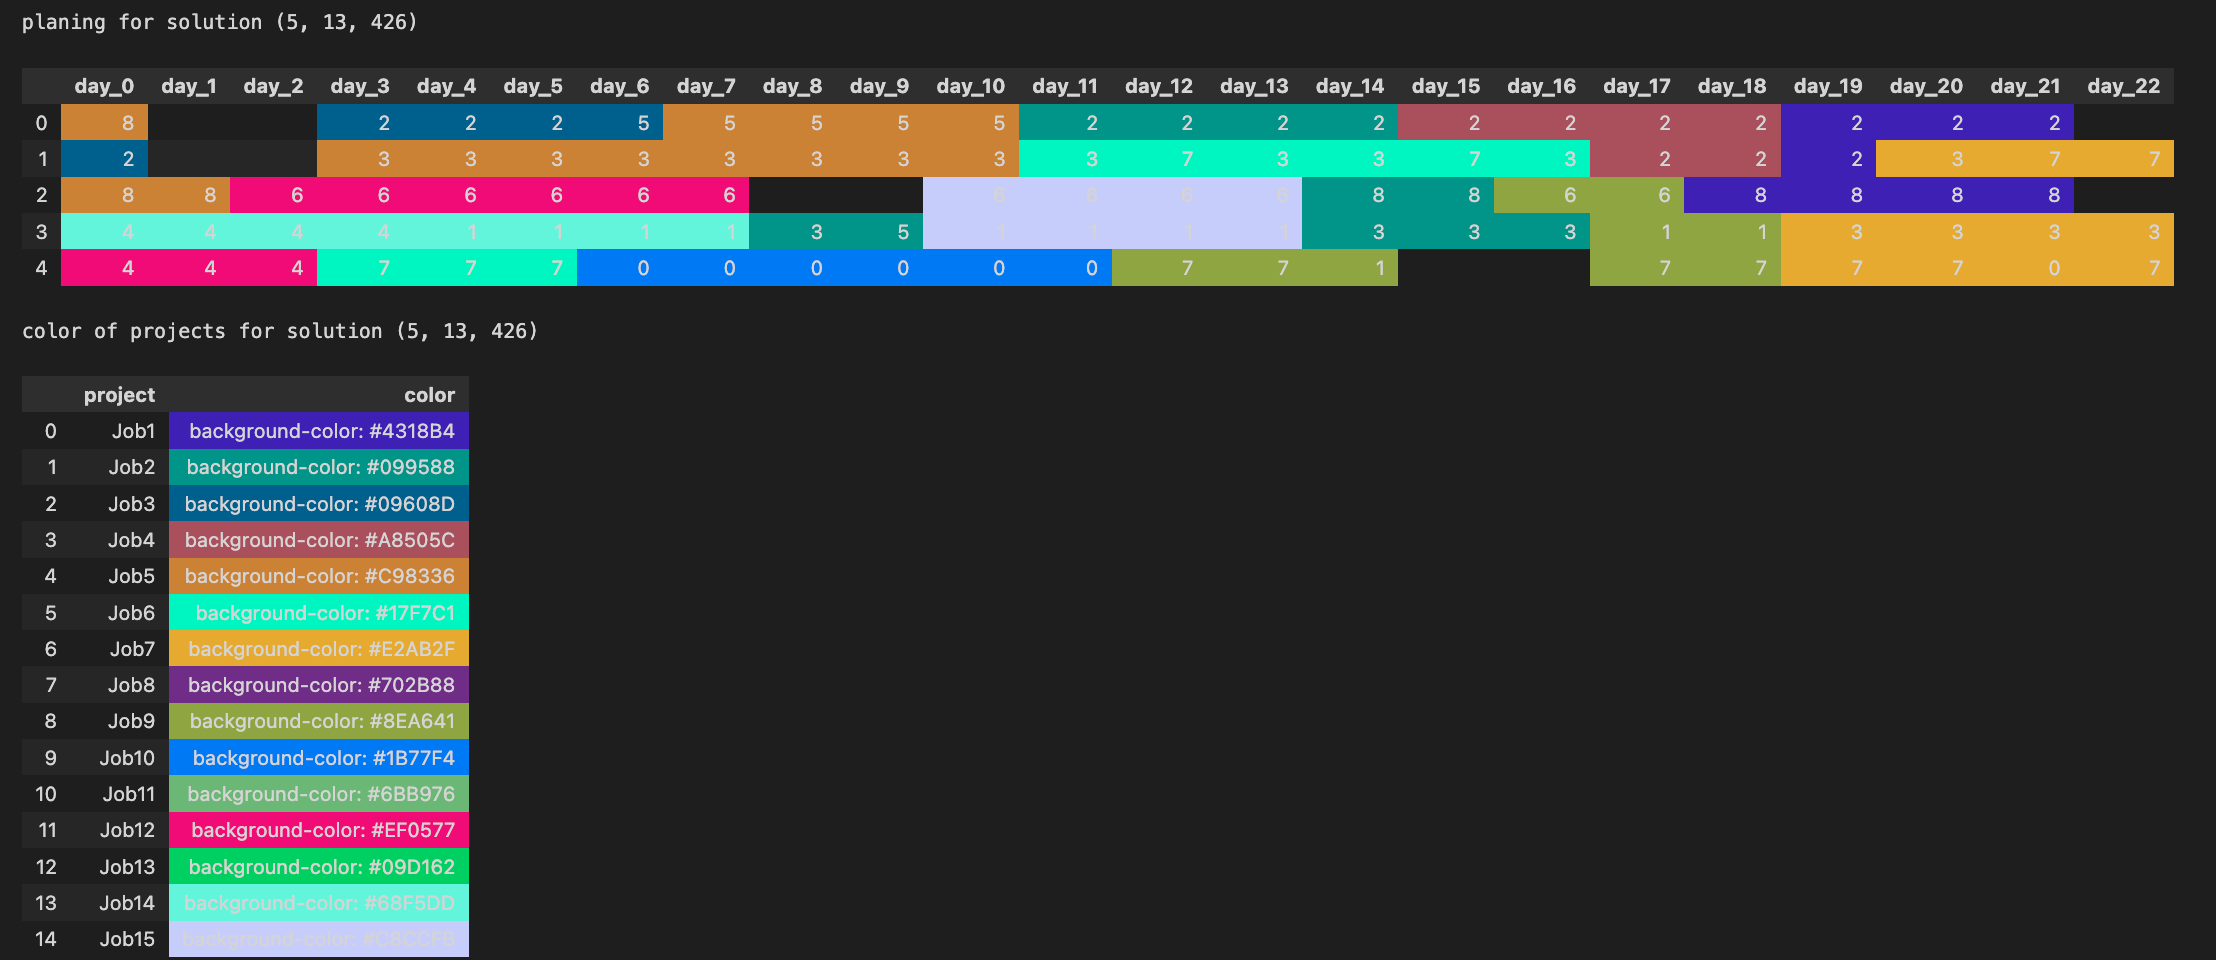 planing for solution (5, 13, 426)
day_0 day_1 day_2 day_3 day_4 day_5 day_6 day_7 day_8 day_9 day_10 day_11 day_12 day_13 day_14 day_15 day_16 day_17 day_18 day_19 day_20 day_21 day_22
0 8 2 2 2 5 5 5 5 5 2 2 2 2 2 2 2 2 2 2 2
1 2 3 3 3 3 3 3 3 3 3 7 3 3 7 3 2 2 2 3 7 7
2 8 8 6 6 6 6 6 6 6 6 6 6 8 8 6 6 8 8 8 8
3 4 4 4 4 1 1 1 1 3 5 1 1 1 1 3 3 3 1 1 3 3 3 3
4 4 4 4 7 7 7 0 0 0 0 0 0 7 7 1 7 7 7 7 0 7
color of projects for solution (5, 13, 426)
project color
0 Job1 background-color: #4318B4
1 Job2 background-color: #099588
2 Job3 background-color: #09608D
3 Job4 background-color: #A8505C
4 Job5 background-color: #C98336
5 Job6 background-color: #17F7C1
6 Job7 background-color: #E2AB2F
7 Job8 background-color: #702B88
8 Job9 background-color: #8EA641
9 Job10 background-color: #1B77F4
10 Job11 background-color: #6BB976
11 Job12 background-color: #EF0577
12 Job13 background-color: #09D162
13 Job14 background-color: #68F5DD
14 Job15 background-color: #C8CCFB